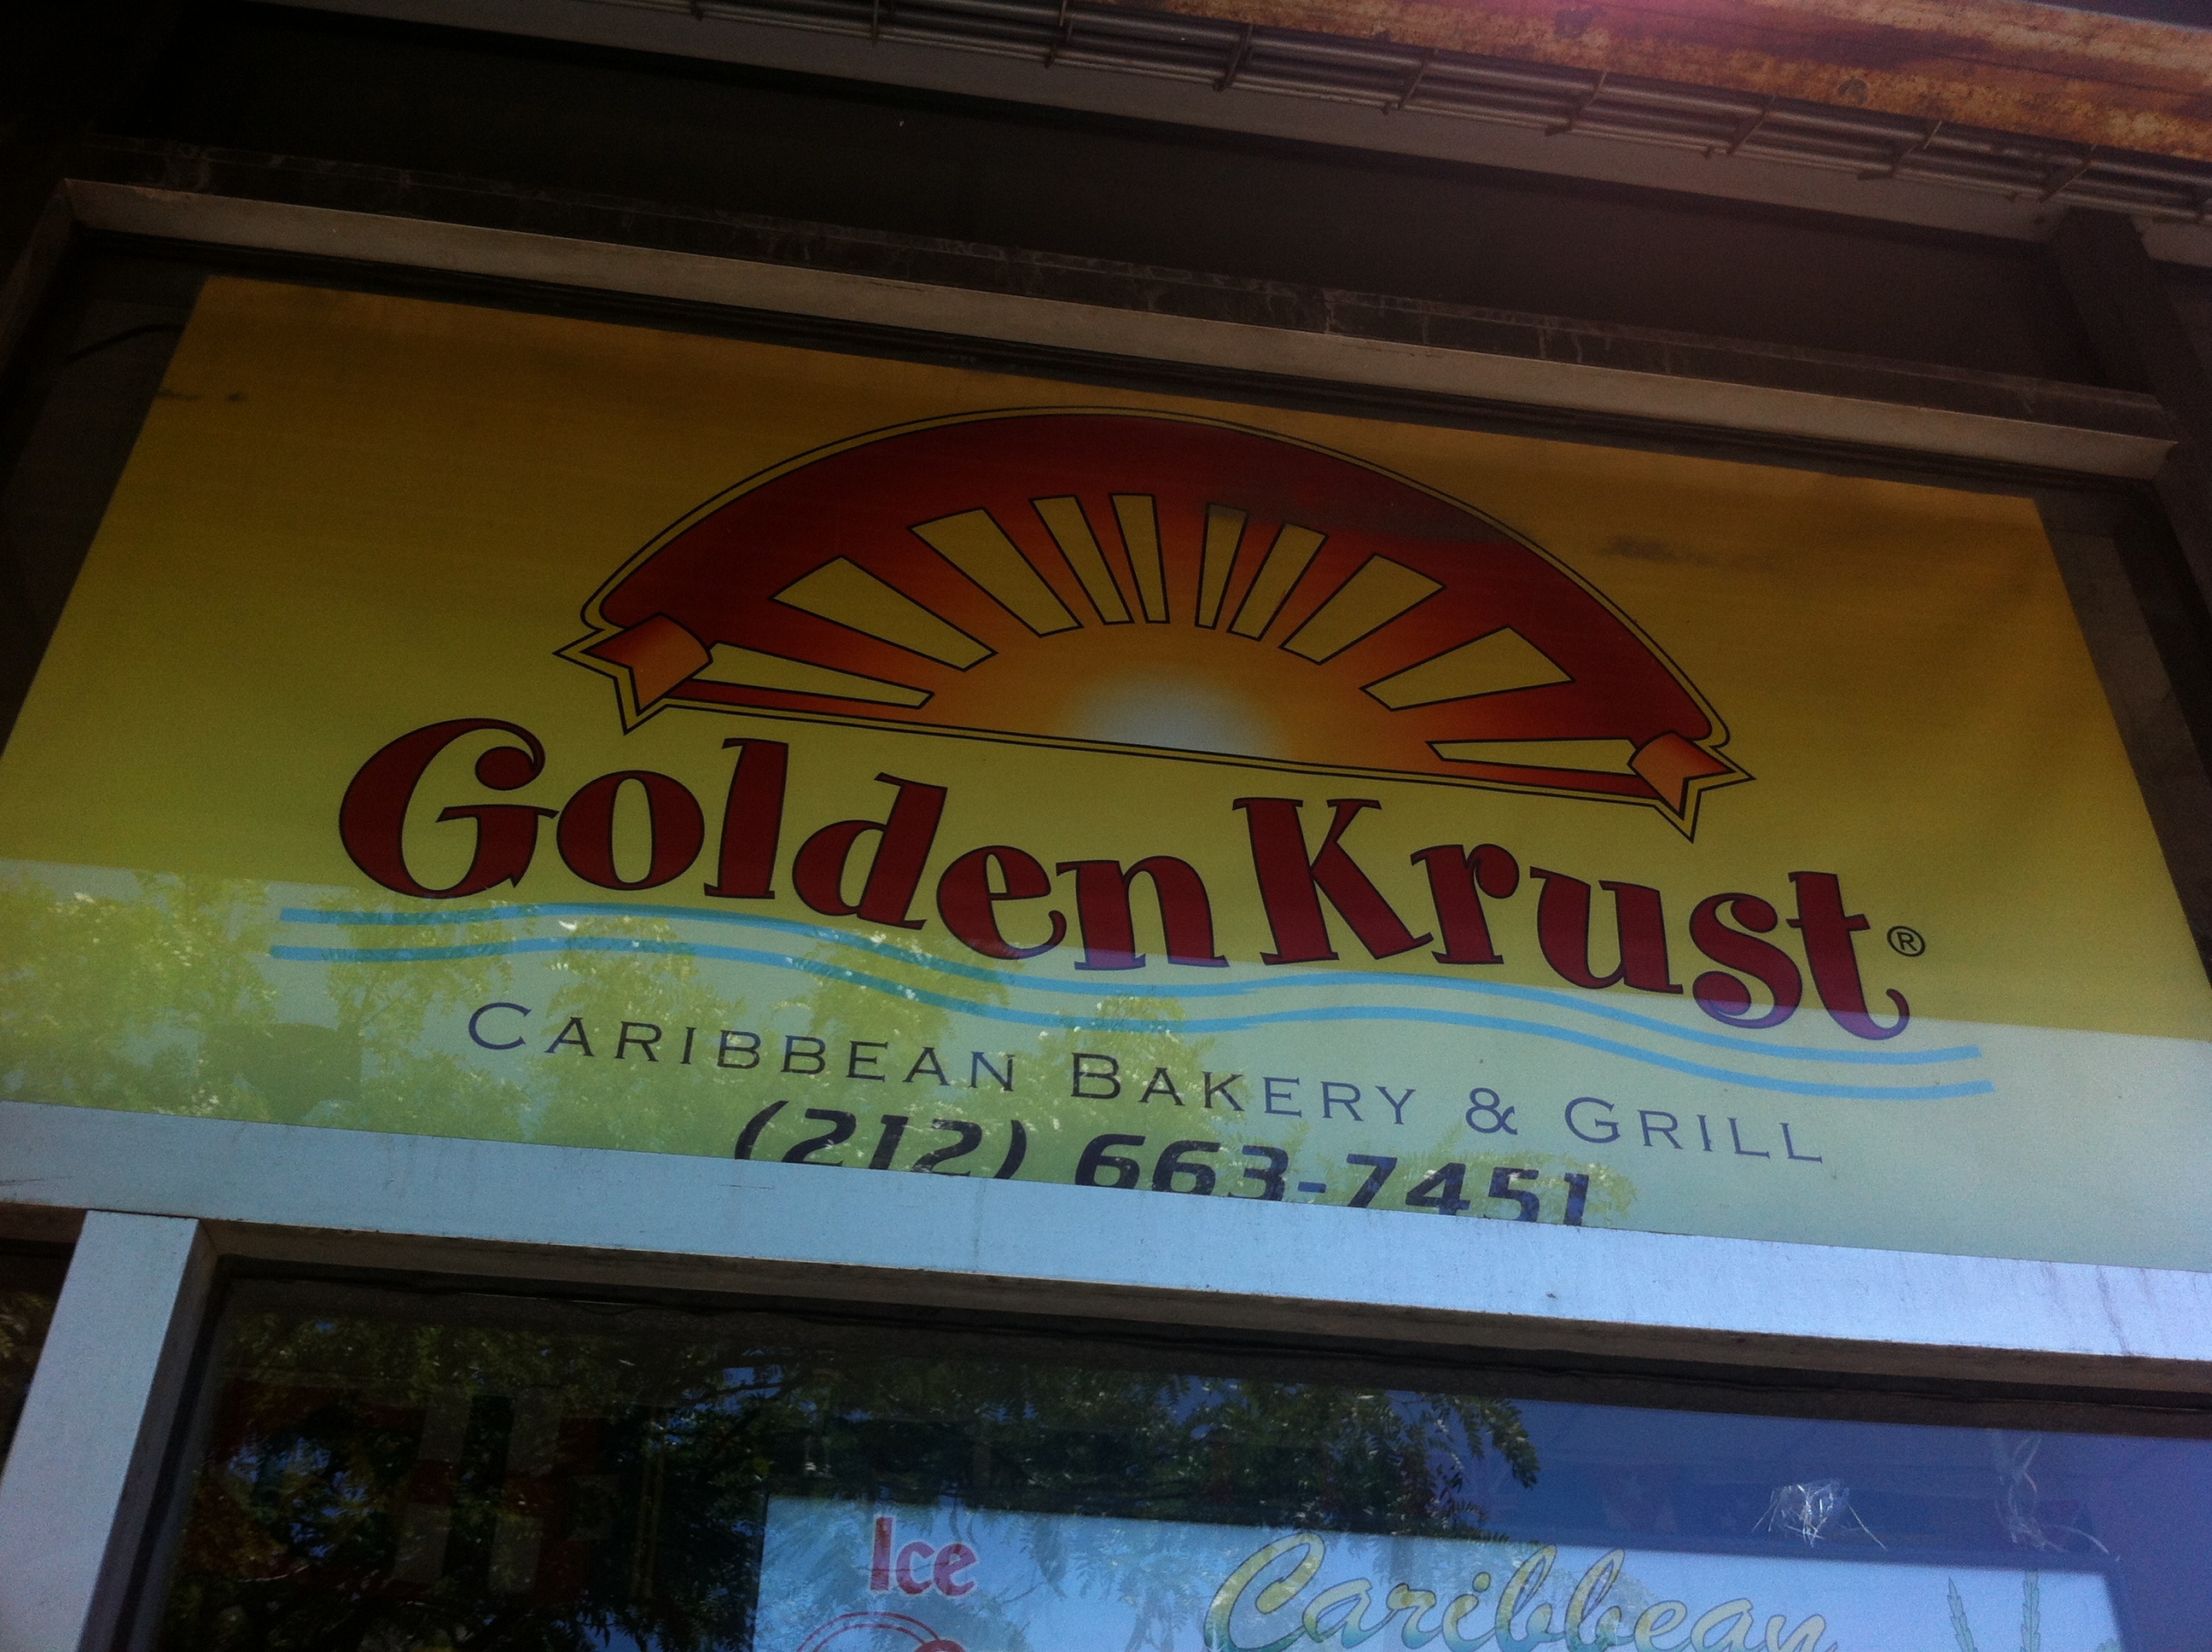 Golden Krust®
CARIBBEAN BAKERY & GRILL
(212) 663-7451
Ice
Caribbean